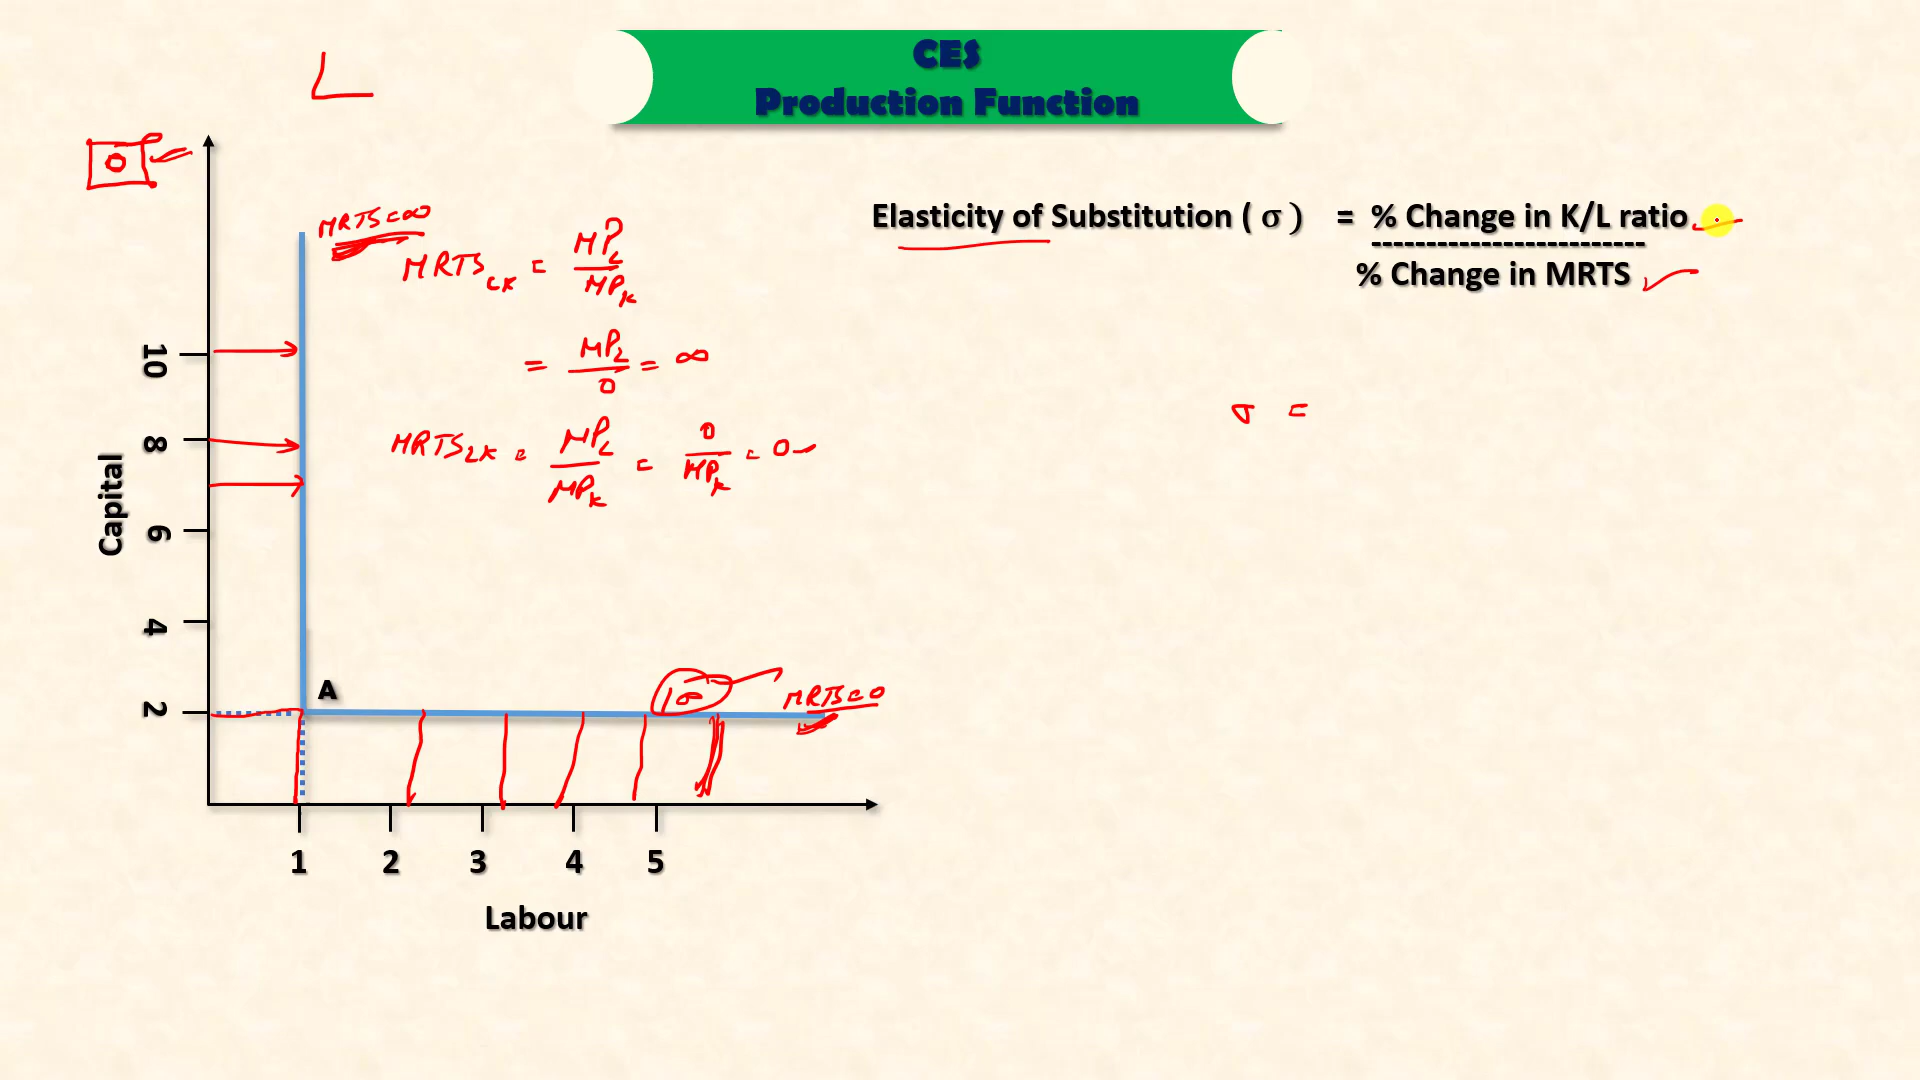 CES
Production Function
0
MRTS=∞
MRTS_LK = MP_L / MP_K
= MP_L / 0 = ∞
MRTS_LK = MP_L / MP_K = 0 / MP_K = 0
Elasticity of Substitution ( σ ) = % Change in K/L ratio
------------------------
% Change in MRTS
σ =
10
8
6
4
2
Capital
A
10
MRTS=0
1 2 3 4 5
Labour